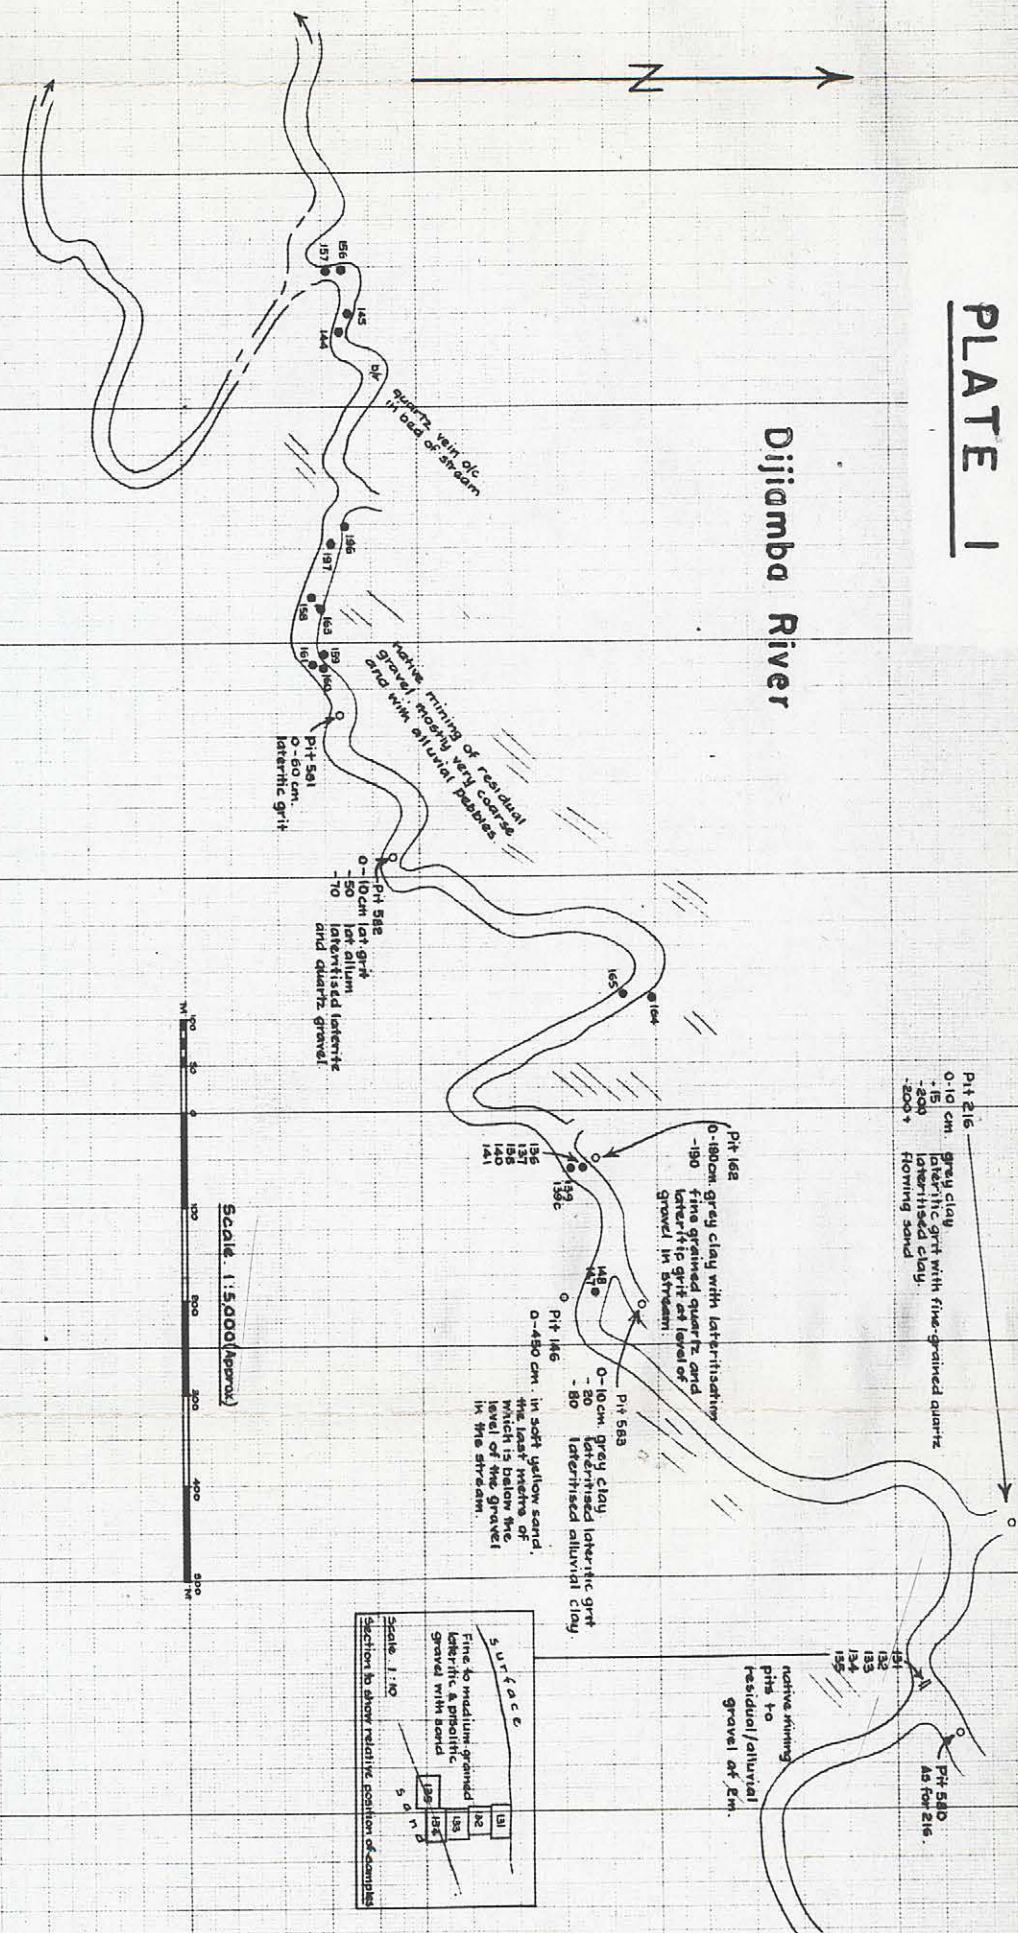 PLATE 1
Dijiamba River
N
156
157
145
144
b/r
quartz vein o/c
in bed of stream
196
197
158
163
159
160
161
native mining of residual
gravel, mostly very coarse
and with alluvial pebbles
Pit 581
0-60 cm.
lateritic grit
Pit 582
0-10cm lat. grit
-50 lat. allum
-70 lateritised laterite
and quartz gravel
165
164
Pit 162
0-180cm. grey clay with lateritisation
-190 fine grained quartz and
lateritic grit at level of
gravel in stream.
136
137
138
140
141
139
139c
148
147
Pit 146
0-450 cm. in soft yellow sand,
the last metre of
which is below the
level of the gravel
in the stream.
Pit 583
0-10cm. grey clay
-20 lateritised lateritic grit
-80 lateritised alluvial clay.
Pit 216
0-10 cm. grey clay
-15 lateritic grit with fine-grained quartz
-200 lateritised clay.
-200+ flowing sand
131
132
133
134
135
Pit 580
As for 216.
native mining
pits to
residual/alluvial
gravel at 2m.
M 100 50 0 100 200 300 400 500 M
Scale. 1:5,000 (Approx)
surface
Fine to medium-grained
lateritic & pisolitic
gravel with sand
131
132
133
134
135
sand
Scale 1:10
Section to show relative position of samples